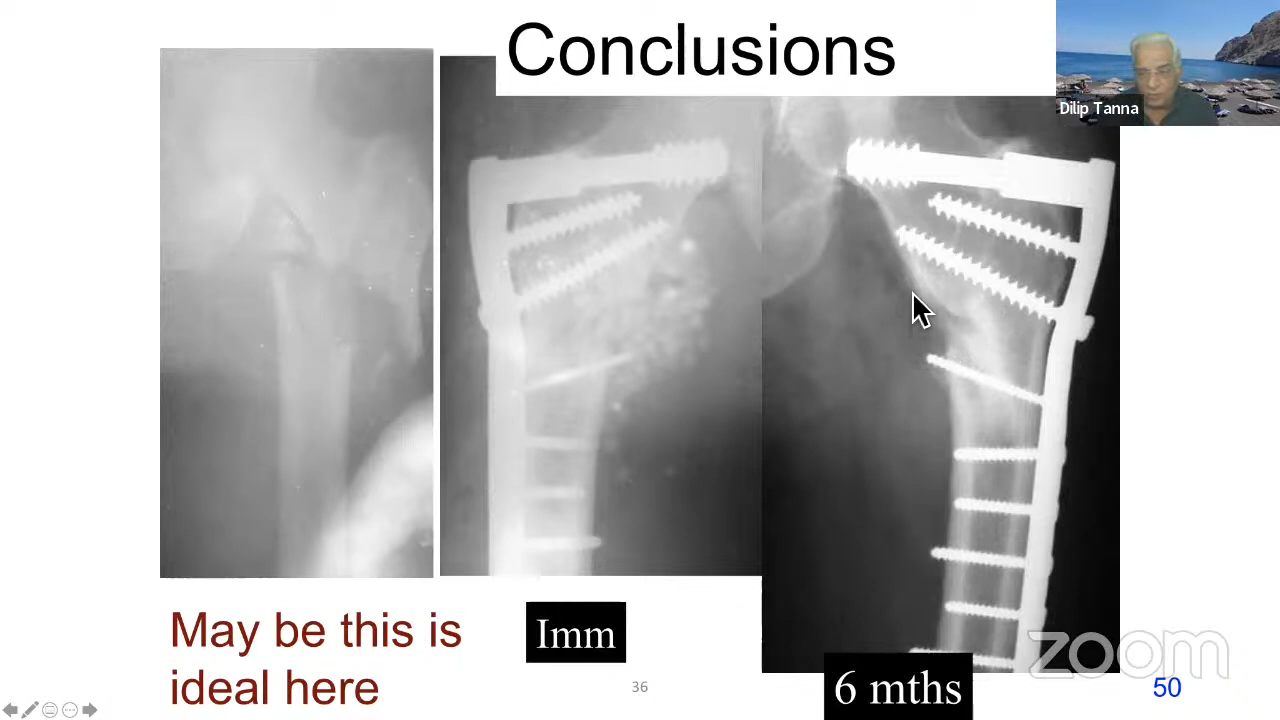 Conclusions
Dilip Tanna
May be this is
ideal here
Imm
36
6 mths
zoom
50